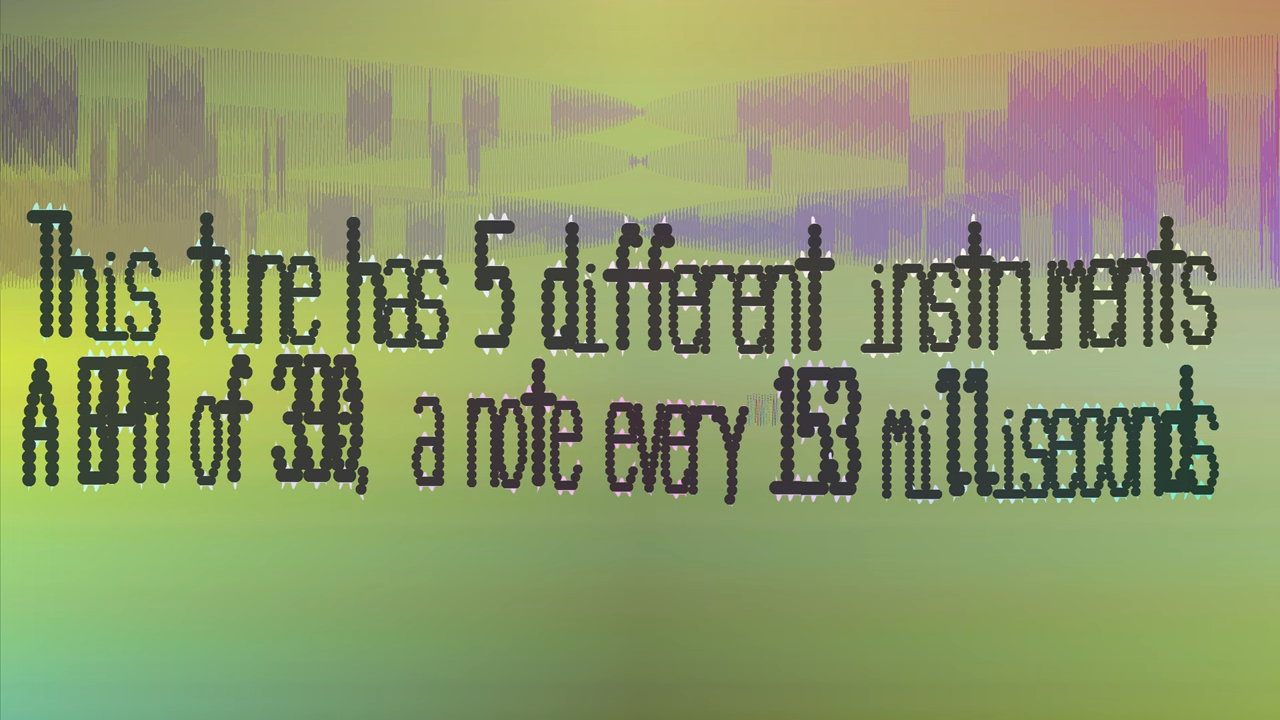 This tune has 5 different instruments
A BPM of 390, a note every 153 milliseconds